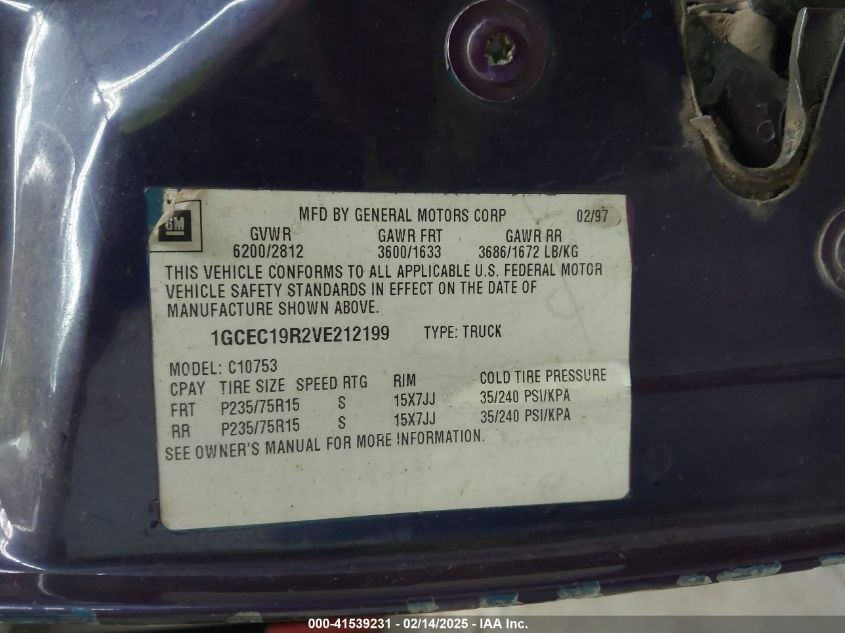 GM
MFD BY GENERAL MOTORS CORP 02/97
GVWR GAWR FRT GAWR RR
6200/2812 3600/1633 3686/1672 LB/KG
THIS VEHICLE CONFORMS TO ALL APPLICABLE U.S. FEDERAL MOTOR
VEHICLE SAFETY STANDARDS IN EFFECT ON THE DATE OF
MANUFACTURE SHOWN ABOVE.
1GCEC19R2VE212199 TYPE: TRUCK
MODEL: C10753
CPAY TIRE SIZE SPEED RTG RIM COLD TIRE PRESSURE
FRT P235/75R15 S 15X7JJ 35/240 PSI/KPA
RR P235/75R15 S 15X7JJ 35/240 PSI/KPA
SEE OWNER'S MANUAL FOR MORE INFORMATION.
000-41539231 - 02/14/2025 - IAA Inc.